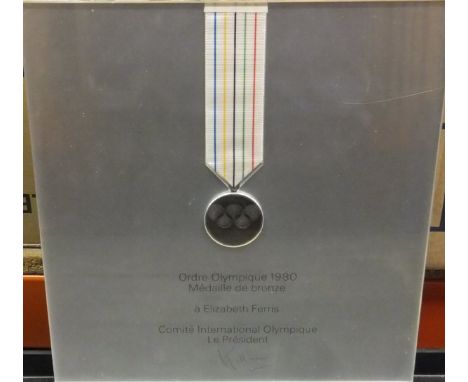 Ordre Olympique 1980
Médaille de bronze
à Elizabeth Ferris
Comité International Olympique
Le Président